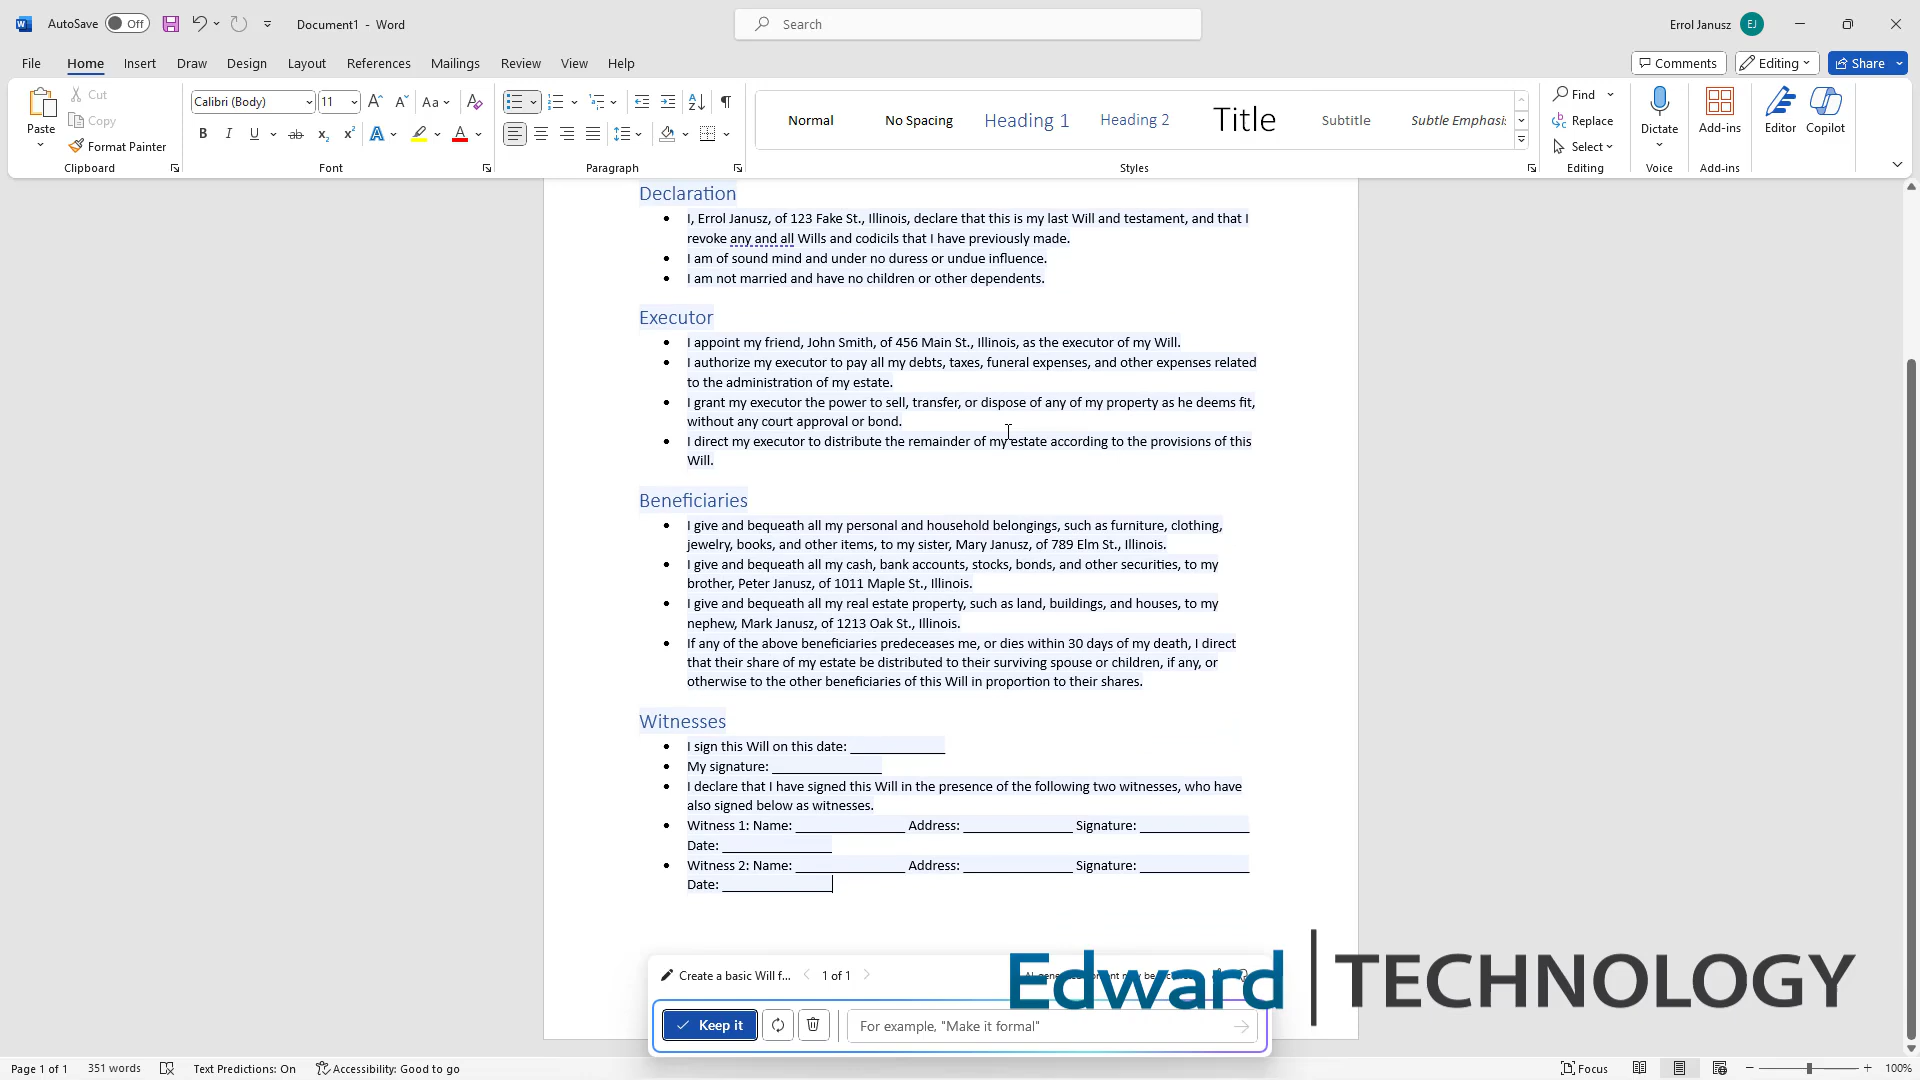 AutoSave Off Document1 - Word Search Errol Janusz EJ
File Home Insert Draw Design Layout References Mailings Review View Help Comments Editing Share
Paste Cut Copy Format Painter Clipboard
Calibri (Body) 11 Font
Paragraph
Normal No Spacing Heading 1 Heading 2 Title Subtitle Subtle Emphasis Styles
Find Replace Select Editing
Dictate Voice
Add-ins Add-ins
Editor Copilot
Declaration
• I, Errol Janusz, of 123 Fake St., Illinois, declare that this is my last Will and testament, and that I
revoke any and all Wills and codicils that I have previously made.
• I am of sound mind and under no duress or undue influence.
• I am not married and have no children or other dependents.
Executor
• I appoint my friend, John Smith, of 456 Main St., Illinois, as the executor of my Will.
• I authorize my executor to pay all my debts, taxes, funeral expenses, and other expenses related
to the administration of my estate.
• I grant my executor the power to sell, transfer, or dispose of any of my property as he deems fit,
without any court approval or bond.
• I direct my executor to distribute the remainder of my estate according to the provisions of this
Will.
Beneficiaries
• I give and bequeath all my personal and household belongings, such as furniture, clothing,
jewelry, books, and other items, to my sister, Mary Janusz, of 789 Elm St., Illinois.
• I give and bequeath all my cash, bank accounts, stocks, bonds, and other securities, to my
brother, Peter Janusz, of 1011 Maple St., Illinois.
• I give and bequeath all my real estate property, such as land, buildings, and houses, to my
nephew, Mark Janusz, of 1213 Oak St., Illinois.
• If any of the above beneficiaries predeceases me, or dies within 30 days of my death, I direct
that their share of my estate be distributed to their surviving spouse or children, if any, or
otherwise to the other beneficiaries of this Will in proportion to their shares.
Witnesses
• I sign this Will on this date: _____________
• My signature: _______________
• I declare that I have signed this Will in the presence of the following two witnesses, who have
also signed below as witnesses.
• Witness 1: Name: _______________ Address: _______________ Signature: _______________
Date: _______________
• Witness 2: Name: _______________ Address: _______________ Signature: _______________
Date: _______________
Create a basic Will f... 1 of 1
Keep it For example, "Make it formal"
Edward TECHNOLOGY
Page 1 of 1 351 words Text Predictions: On Accessibility: Good to go Focus 100%